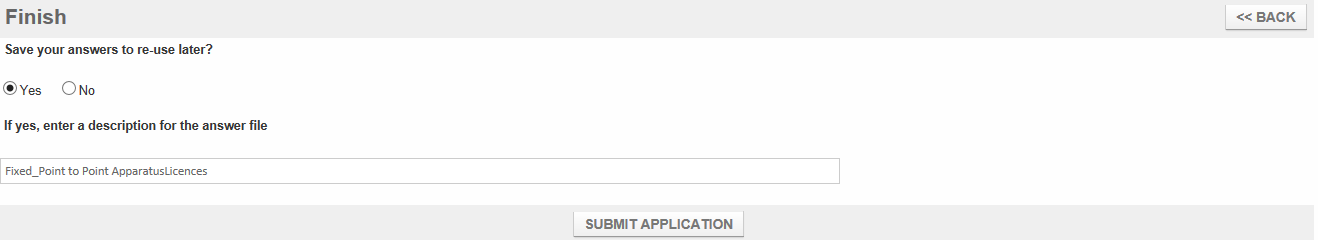 Finish
<< BACK
Save your answers to re-use later?
Yes No
If yes, enter a description for the answer file
Fixed_Point to Point ApparatusLicences
SUBMIT APPLICATION